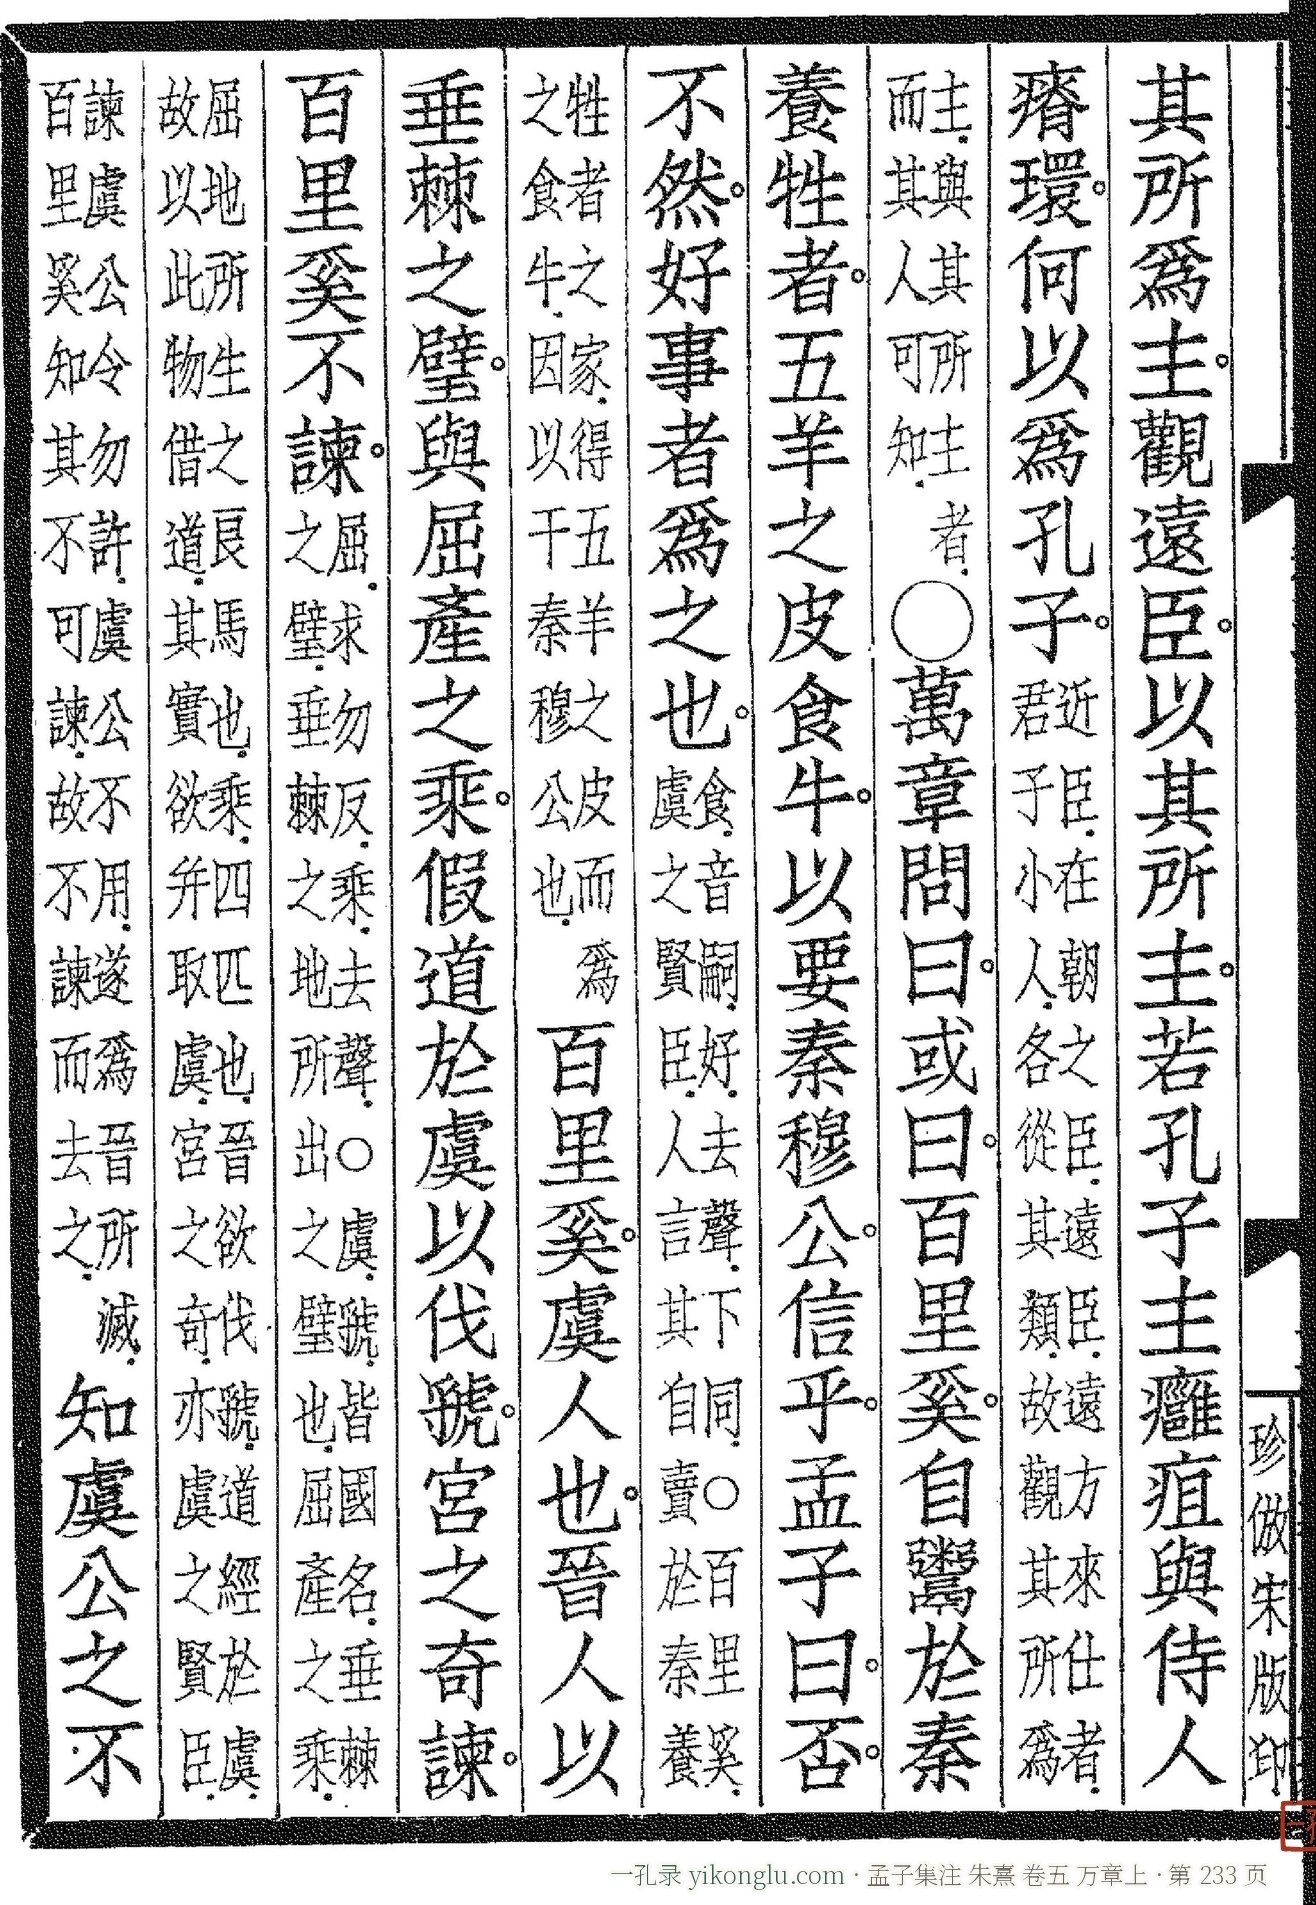 其所爲主。觀遠臣。以其所主。若孔子主癰疽與侍人
瘠環。何以爲孔子。近臣。在朝之臣。遠臣。遠方來仕者。君子小人。各從其類。故觀其所爲
主。與其所主者。而其人可知。○萬章問曰。或曰。百里奚。自鬻於秦
養牲者。五羊之皮食牛。以要秦穆公。信乎。孟子曰。否。
不然。好事者爲之也。食。音嗣。好。去聲。下同。○百里奚。虞之賢臣。人言其自賣於秦養
牲者之家。得五羊之皮而爲之食牛。因以干秦穆公也。百里奚。虞人也。晉人以
垂棘之璧。與屈產之乘。假道於虞以伐虢。宮之奇諫。
百里奚不諫。屈。求勿反。乘。去聲。○虞。虢。皆國名。垂棘之璧。垂棘之地所出之璧也。屈產之乘。
屈地所生之良馬也。乘。四匹也。晉欲伐虢。道經於虞。故以此物借道。其實欲并取虞。宮之奇。亦虞之賢臣。
諫虞公令勿許。虞公不用。遂爲晉所滅。百里奚知其不可諫。故不諫而去之。知虞公之不
珍倣宋版印
一孔录 yikonglu.com · 孟子集注 朱熹 卷五 万章上 · 第 233 页